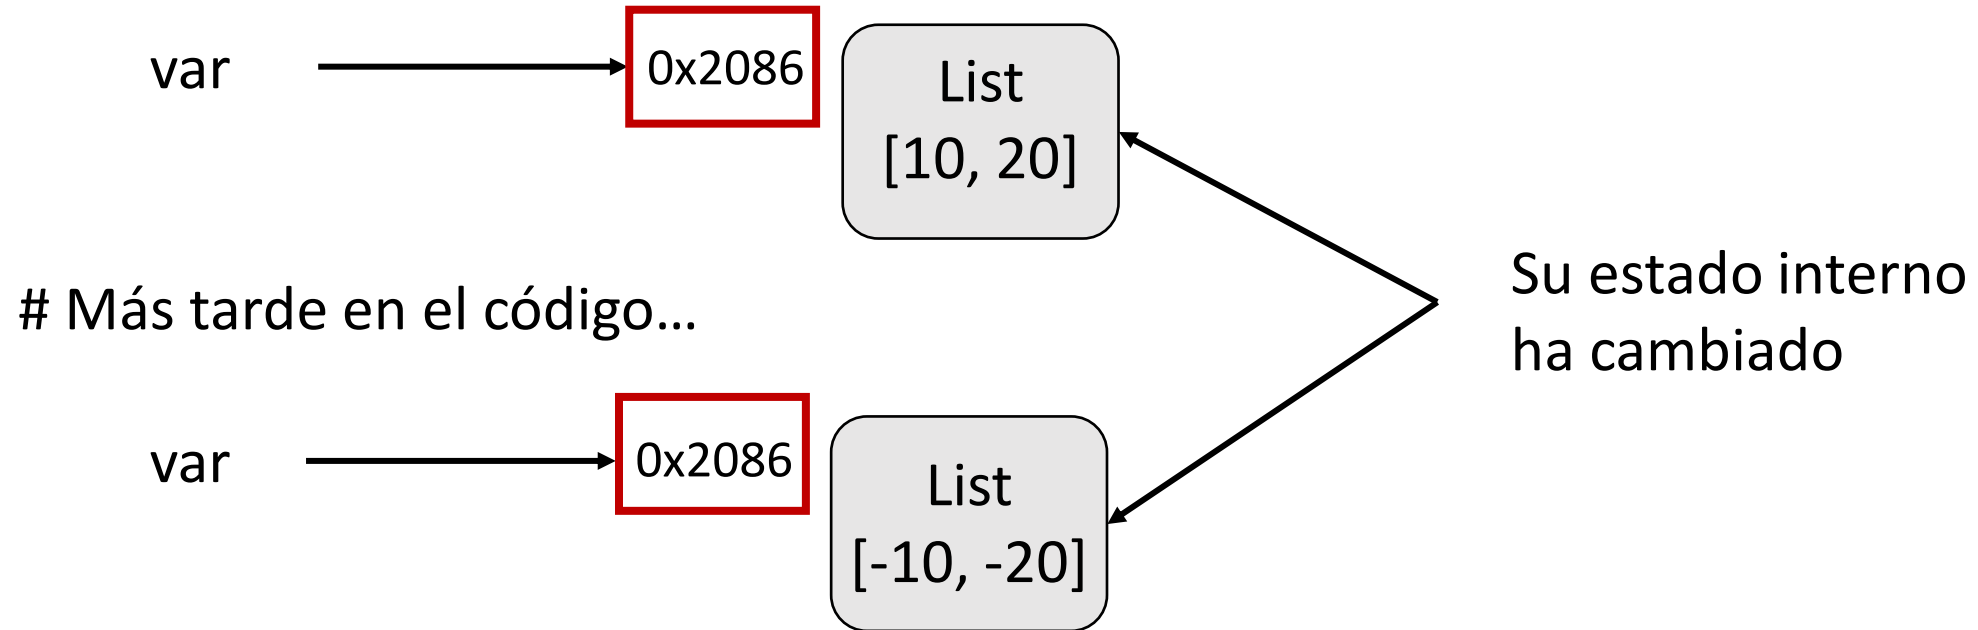 var
0x2086
List
[10, 20]
# Más tarde en el código…
Su estado interno
ha cambiado
var
0x2086
List
[-10, -20]